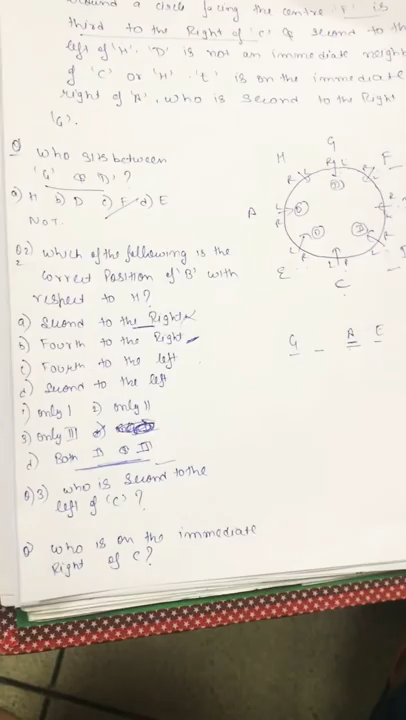 around a circle facing the centre 'F' is
third to the Right of 'C' & second to the
left of 'H'. 'D' is not an immediate neigh
of 'C' or 'H'. 'E' is on the immediate
right of 'A', who is second to the Right
'G'.
Q who sits between
'G' & 'D'?
a) H b) D c) F d) E
NOT.
Q2) which of the following is the
correct Position of 'B' with
respect to H?
a) Second to the Right
b) Fourth to the Right
c) Fourth to the left
d) Second to the left
1) only I 2) only II
3) only III
d) Both II & III
Q)3) who is second to the
left of 'C'?
Q who is on the immediate
Right of C?
G
H
F
A
E
C
G _ A E